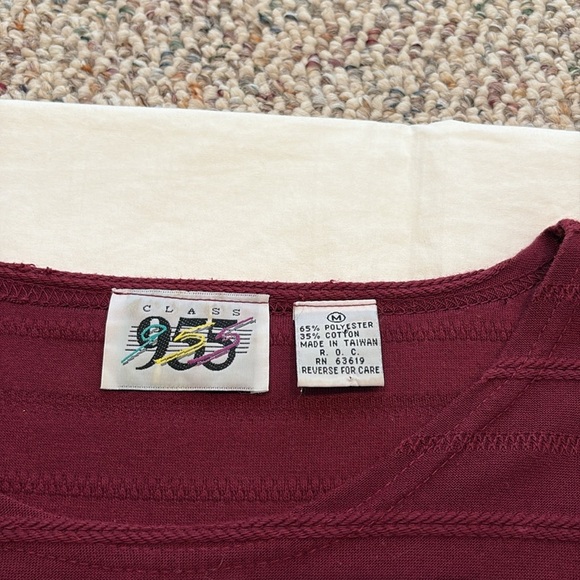 CLASS
955
M
65% POLYESTER
35% COTTON
MADE IN TAIWAN
R. O. C.
RN 63619
REVERSE FOR CARE